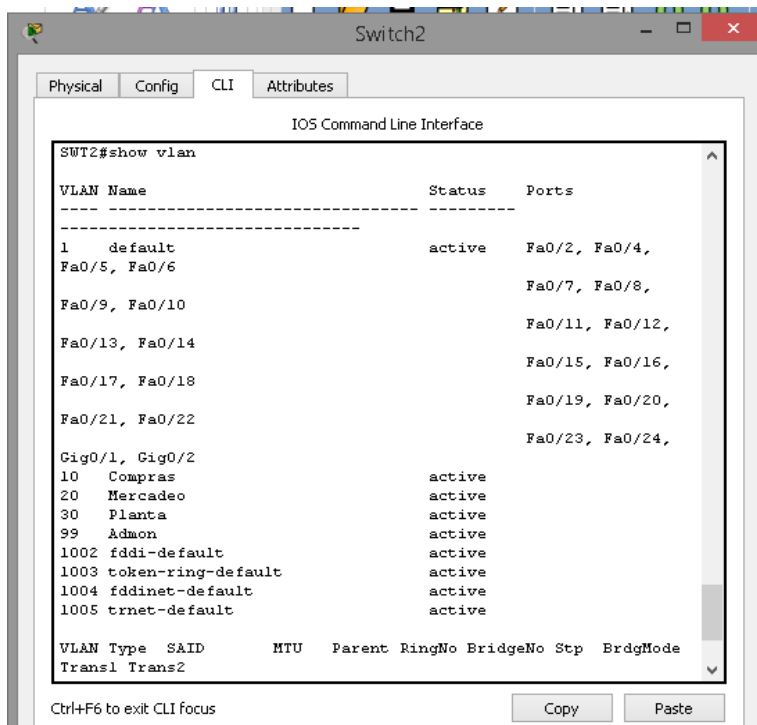 Switch2
Physical Config CLI Attributes
IOS Command Line Interface
SWT2#show vlan
VLAN Name Status Ports
---- -------------------------------- ---------
-------------------------------
1 default active Fa0/2, Fa0/4,
Fa0/5, Fa0/6
Fa0/7, Fa0/8,
Fa0/9, Fa0/10
Fa0/11, Fa0/12,
Fa0/13, Fa0/14
Fa0/15, Fa0/16,
Fa0/17, Fa0/18
Fa0/19, Fa0/20,
Fa0/21, Fa0/22
Fa0/23, Fa0/24,
Gig0/1, Gig0/2
10 Compras active
20 Mercadeo active
30 Planta active
99 Admon active
1002 fddi-default active
1003 token-ring-default active
1004 fddinet-default active
1005 trnet-default active
VLAN Type SAID MTU Parent RingNo BridgeNo Stp BrdgMode
Trans1 Trans2
Ctrl+F6 to exit CLI focus
Copy Paste